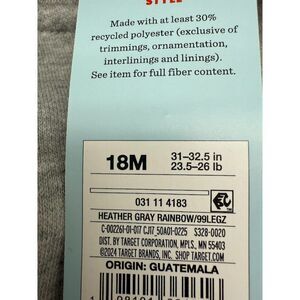 STYLE
Made with at least 30%
recycled polyester (exclusive of
trimmings, ornamentation,
interlinings and linings).
See item for full fiber content.
18M
31–32.5 in
23.5–26 lb
031 11 4183
HEATHER GRAY RAINBOW/99LEGZ
C-002261-01-017 CJ17_50A01-0225 S328-0020
DIST. BY TARGET CORPORATION, MPLS., MN 55403
©2024 TARGET BRANDS, INC. SHOP TARGET.COM
ORIGIN: GUATEMALA